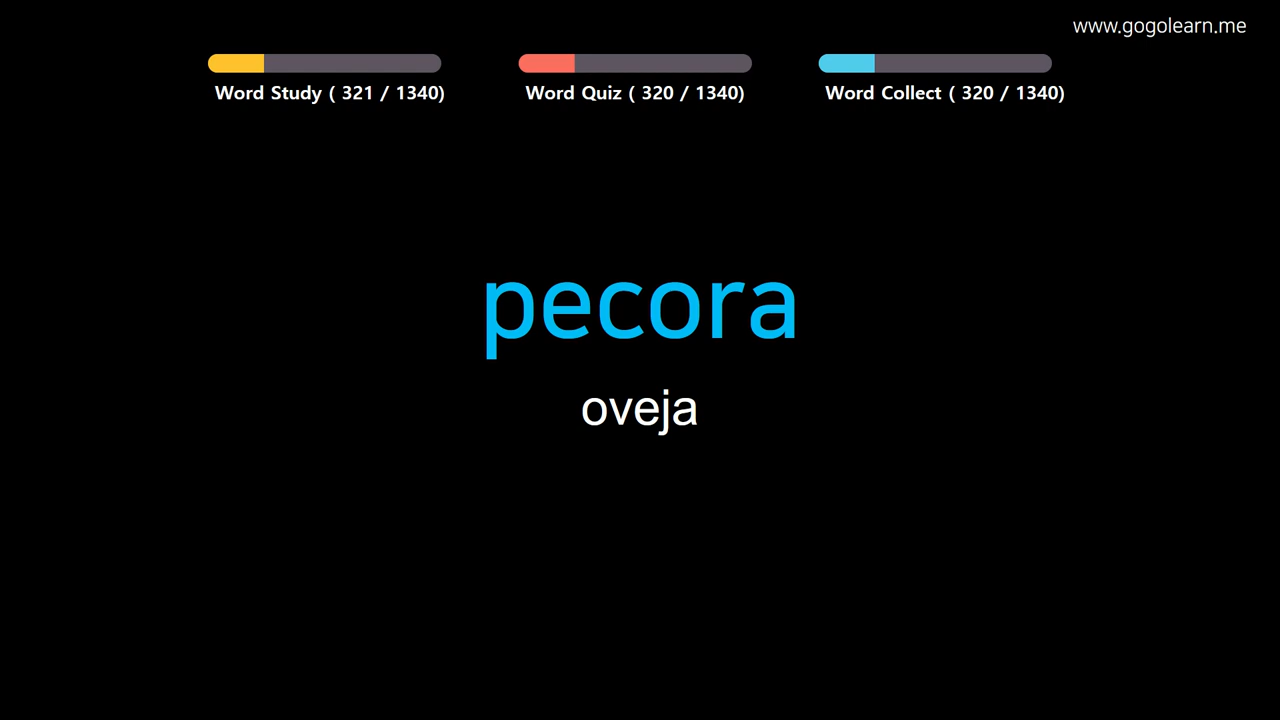 www.gogolearn.me
Word Study ( 321 / 1340)
Word Quiz ( 320 / 1340)
Word Collect ( 320 / 1340)
pecora
oveja